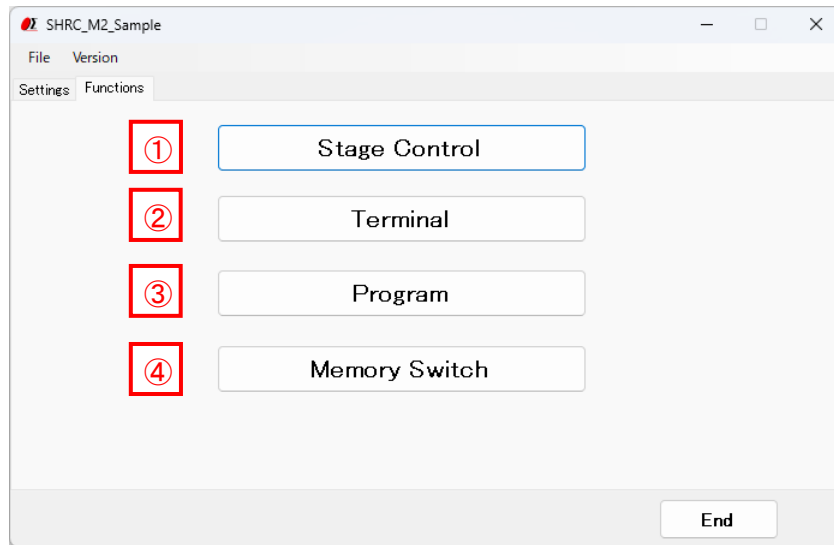 SHRC_M2_Sample
File Version
Settings Functions
① Stage Control
② Terminal
③ Program
④ Memory Switch
End